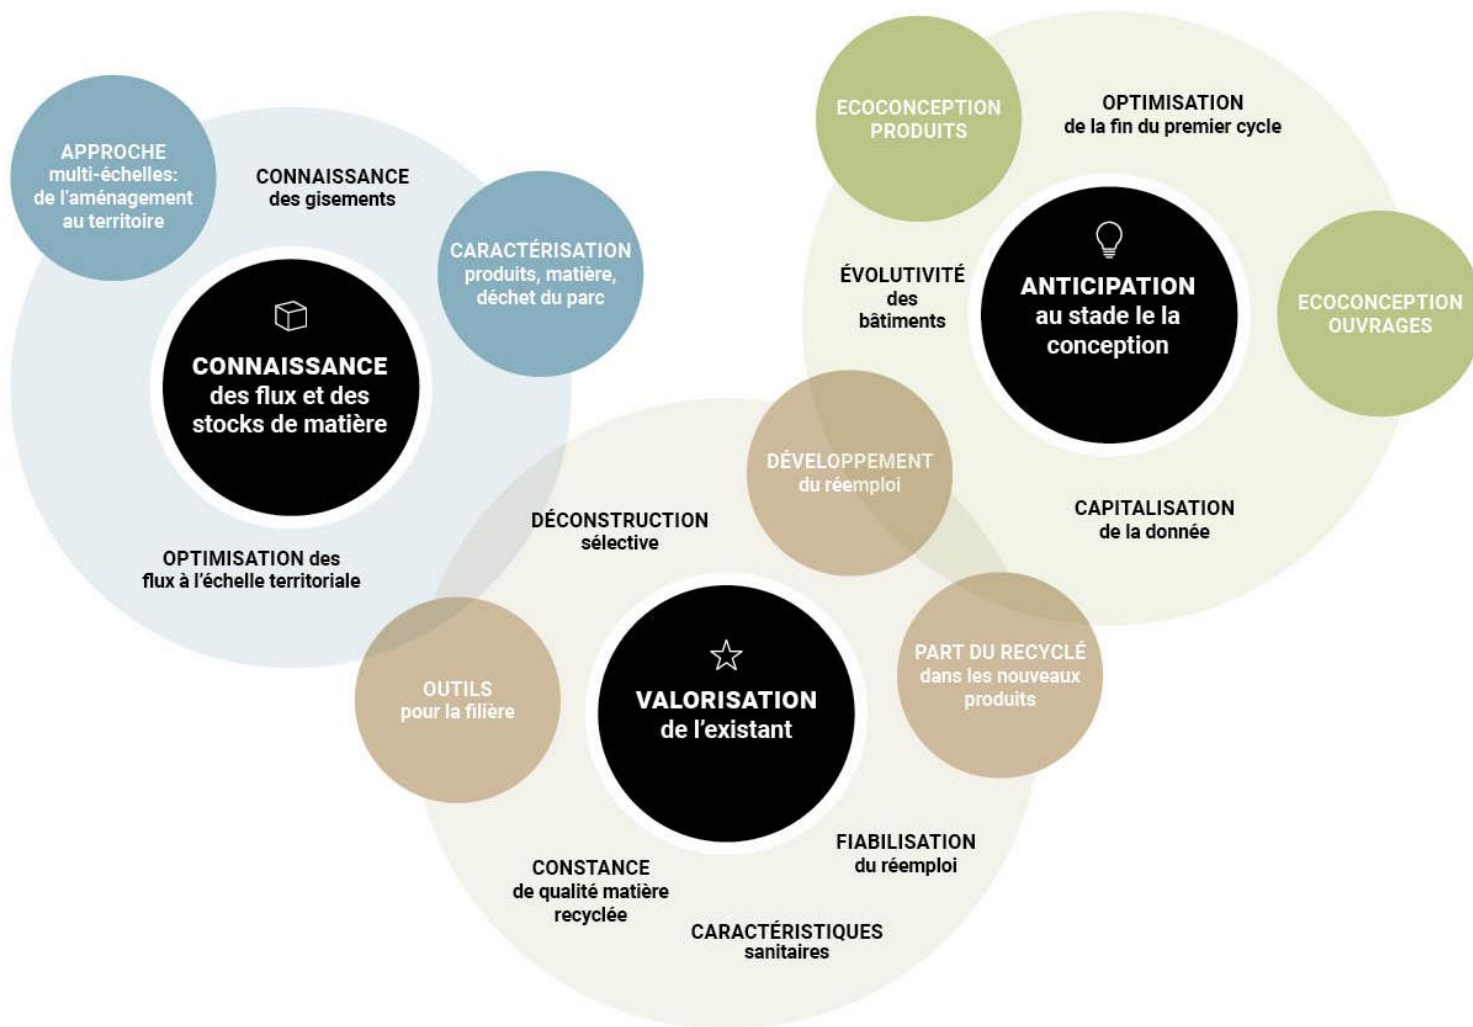 APPROCHE
multi-échelles:
de l'aménagement
au territoire
CONNAISSANCE
des gisements
CARACTÉRISATION
produits, matière,
déchet du parc
CONNAISSANCE
des flux et des
stocks de matière
OPTIMISATION des
flux à l'échelle territoriale
ECOCONCEPTION
PRODUITS
OPTIMISATION
de la fin du premier cycle
ÉVOLUTIVITÉ
des
bâtiments
ANTICIPATION
au stade le la
conception
ECOCONCEPTION
OUVRAGES
CAPITALISATION
de la donnée
DÉVELOPPEMENT
du réemploi
DÉCONSTRUCTION
sélective
OUTILS
pour la filière
VALORISATION
de l'existant
PART DU RECYCLÉ
dans les nouveaux
produits
FIABILISATION
du réemploi
CONSTANCE
de qualité matière
recyclée
CARACTÉRISTIQUES
sanitaires